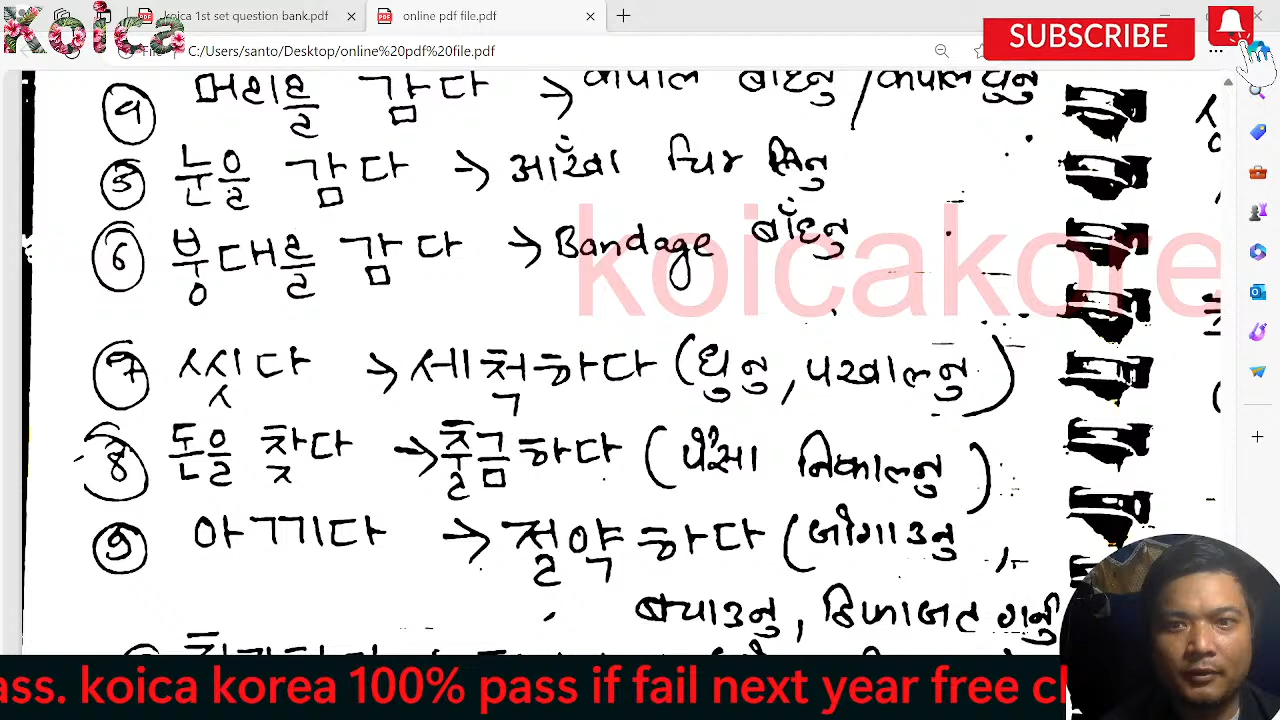 koica 1st set question bank.pdf
online pdf file.pdf
Koica
File
C:/Users/santo/Desktop/online%20pdf%20file.pdf
SUBSCRIBE
4 머리를 감다 → कपाल बाँध्नु / कपाल धुनु
5 눈을 감다 → आँखा चिम्लिनु
6 붕대를 감다 → Bandage बाँध्नु
koicakore
7 씻다 → 세척하다 (धुनु, पखाल्नु)
8 돈을 찾다 → 출금하다 (पैसा निकाल्नु)
9 아끼다 → 절약하다 (जोगाउनु,
बचाउनु, हिफाजत गर्नु
ass. koica korea 100% pass if fail next year free cl